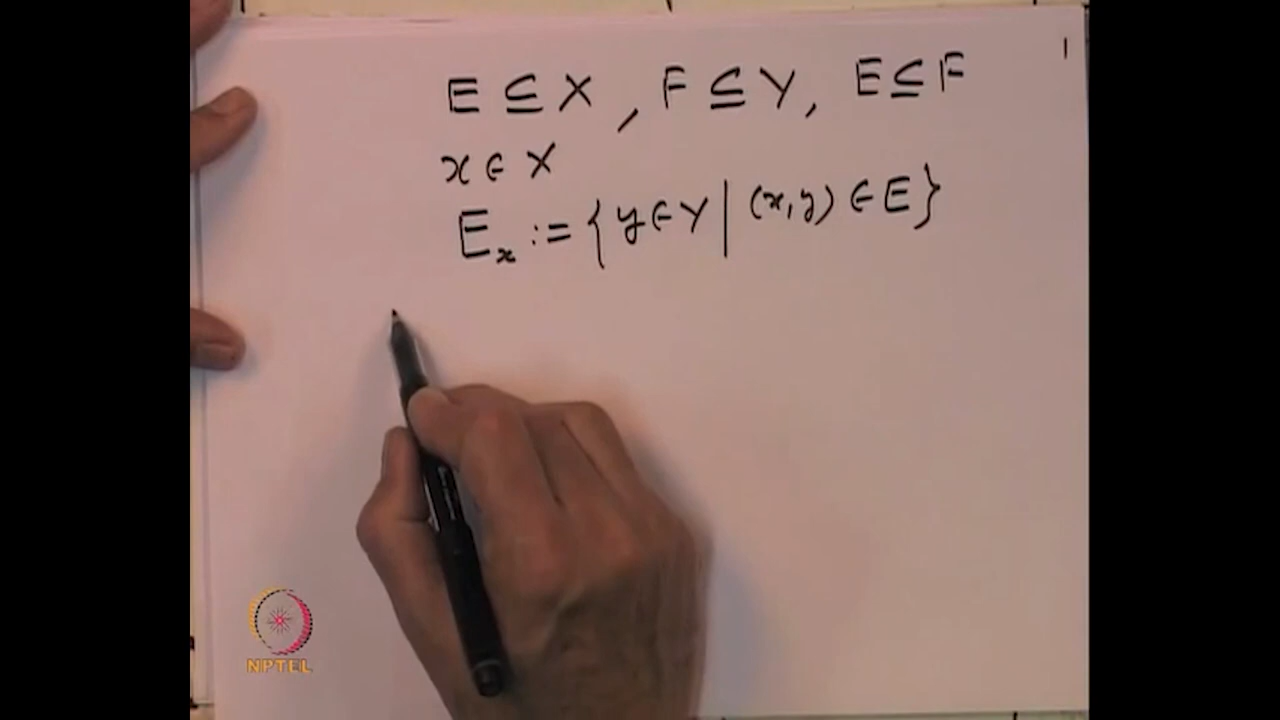 1
E ⊆ X , F ⊆ Y, E ⊆ F
x ∈ X
Eₓ := { y ∈ Y | (x, y) ∈ E }
NPTEL